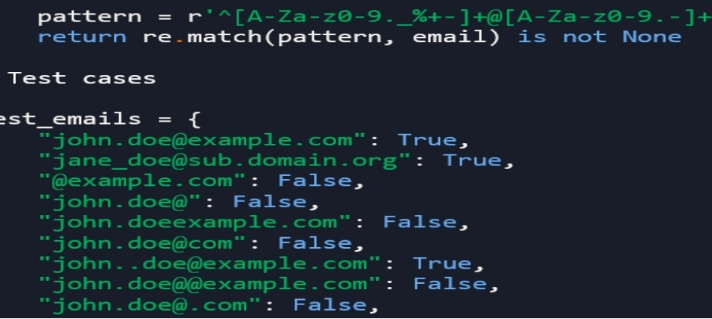 pattern = r'^[A-Za-z0-9._%+-]+@[A-Za-z0-9.-]+
return re.match(pattern, email) is not None
Test cases
est_emails = {
"john.doe@example.com": True,
"jane_doe@sub.domain.org": True,
"@example.com": False,
"john.doe@": False,
"john.doeexample.com": False,
"john.doe@com": False,
"john..doe@example.com": True,
"john.doe@@example.com": False,
"john.doe@.com": False,